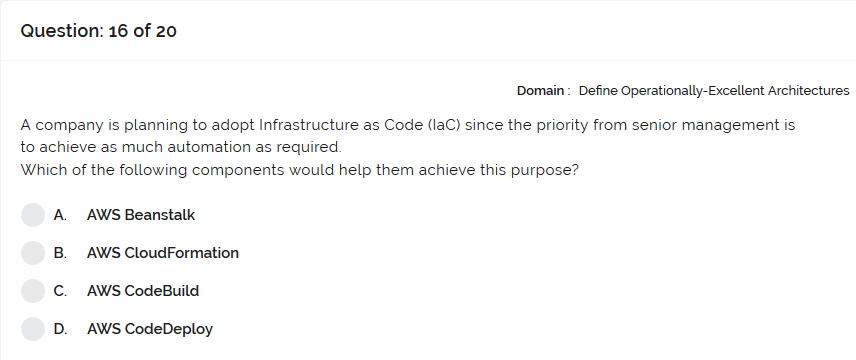 Question: 16 of 20
Domain : Define Operationally-Excellent Architectures
A company is planning to adopt Infrastructure as Code (IaC) since the priority from senior management is
to achieve as much automation as required.
Which of the following components would help them achieve this purpose?
A. AWS Beanstalk
B. AWS CloudFormation
C. AWS CodeBuild
D. AWS CodeDeploy